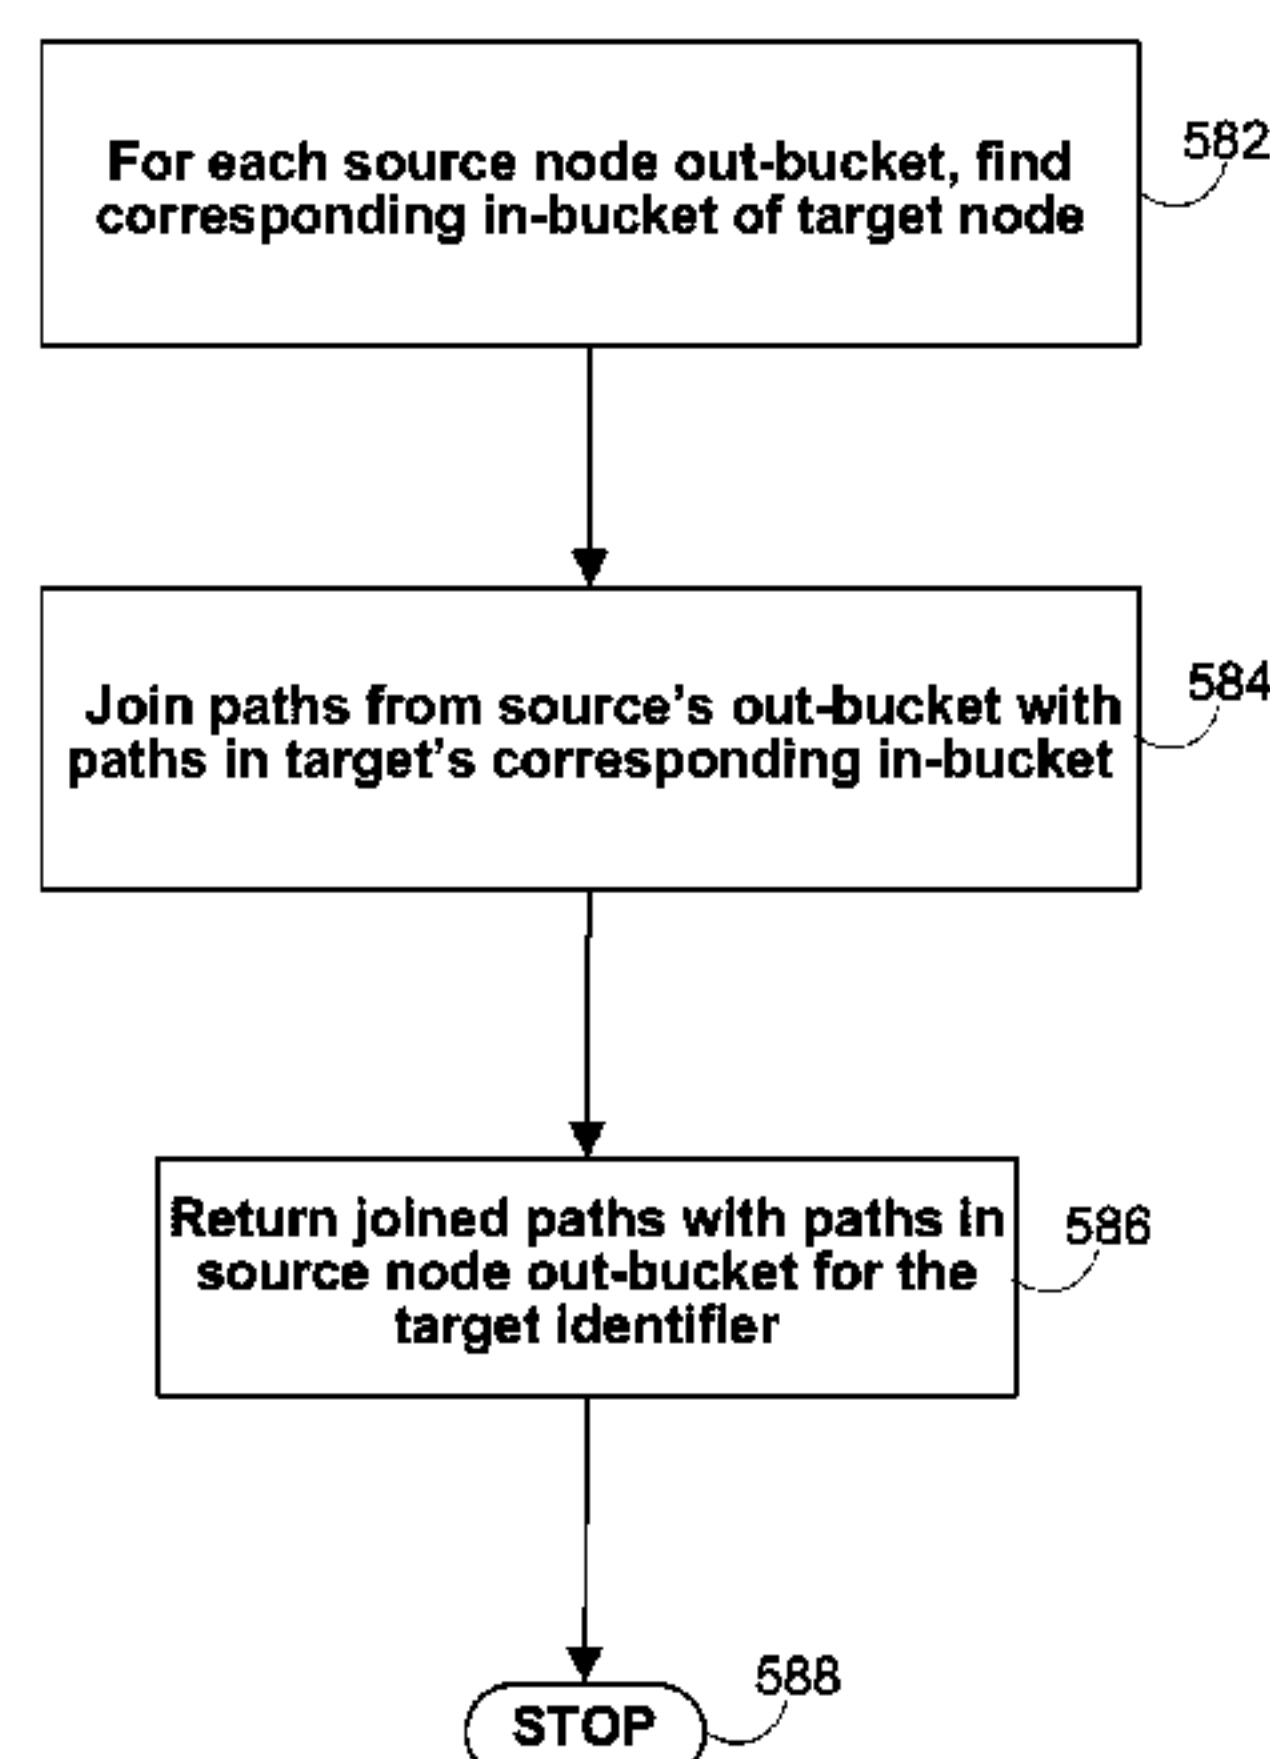 For each source node out-bucket, find
corresponding in-bucket of target node
582
Join paths from source's out-bucket with
paths in target's corresponding in-bucket
584
Return joined paths with paths in
source node out-bucket for the
target identifier
586
STOP
588